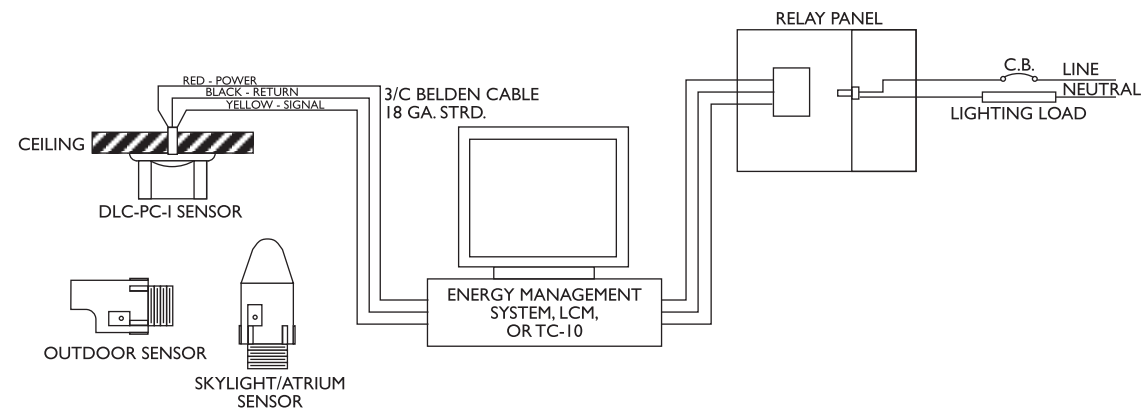 RELAY PANEL
C.B.
LINE
NEUTRAL
LIGHTING LOAD
RED - POWER
BLACK - RETURN
YELLOW - SIGNAL
3/C BELDEN CABLE
18 GA. STRD.
CEILING
DLC-PC-I SENSOR
ENERGY MANAGEMENT
SYSTEM, LCM,
OR TC-10
OUTDOOR SENSOR
SKYLIGHT/ATRIUM
SENSOR